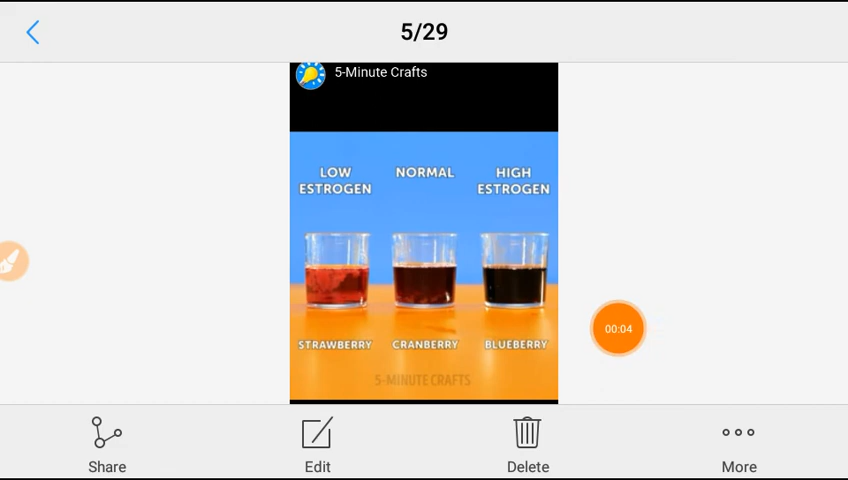 5/29
5-Minute Crafts
LOW
ESTROGEN
NORMAL
HIGH
ESTROGEN
STRAWBERRY
CRANBERRY
BLUEBERRY
5-MINUTE CRAFTS
00:04
Share
Edit
Delete
More